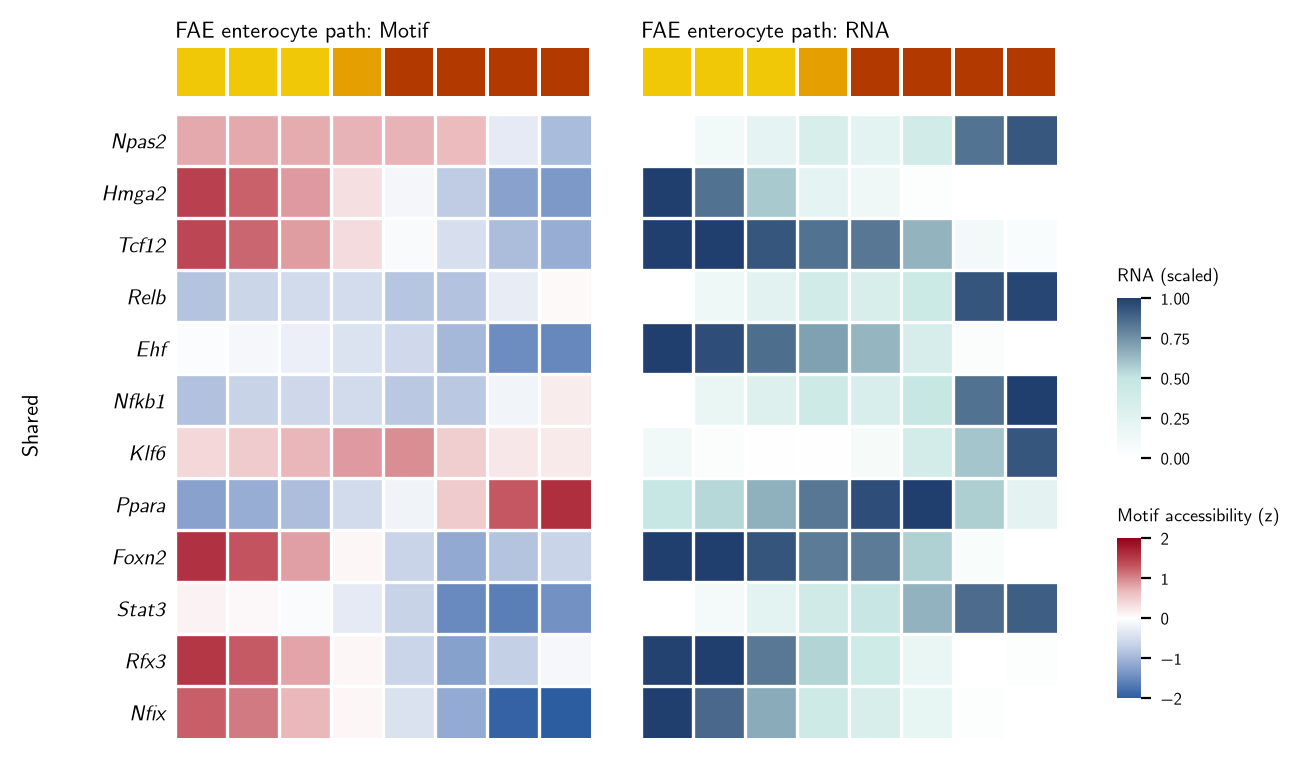 FAE enterocyte path: Motif
FAE enterocyte path: RNA
Shared
Npas2
Hmga2
Tcf12
Relb
Ehf
Nfkb1
Klf6
Ppara
Foxn2
Stat3
Rfx3
Nfix
RNA (scaled)
1.00
0.75
0.50
0.25
0.00
Motif accessibility (z)
2
1
0
−1
−2